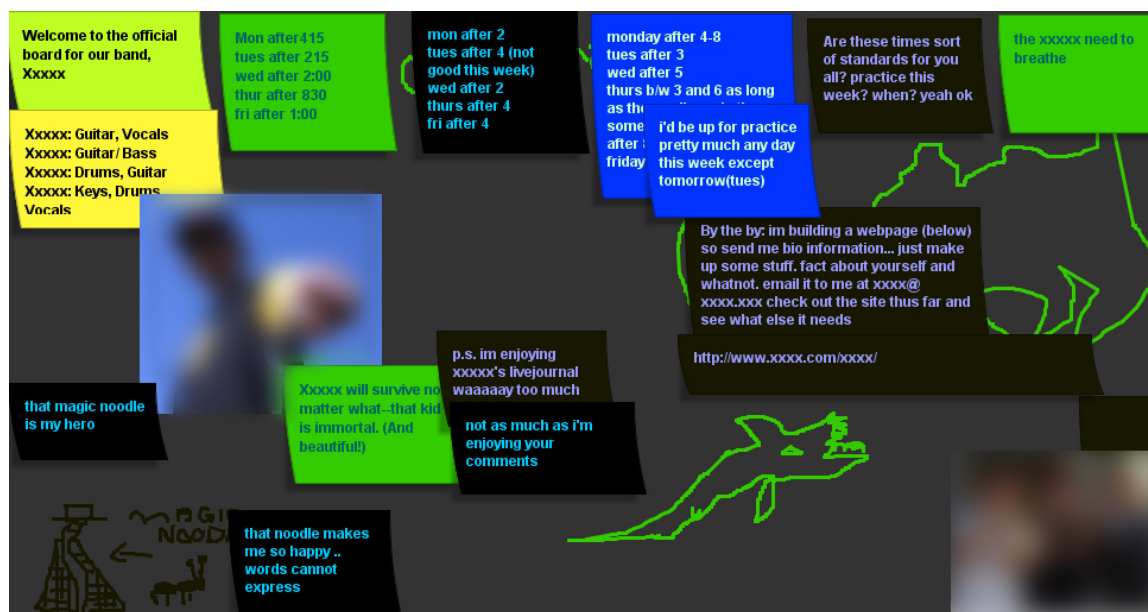 Welcome to the official
board for our band,
Xxxxx
Xxxxx: Guitar, Vocals
Xxxxx: Guitar/ Bass
Xxxxx: Drums, Guitar
Xxxxx: Keys, Drums
Vocals
Mon after415
tues after 215
wed after 2:00
thur after 830
fri after 1:00
mon after 2
tues after 4 (not
good this week)
wed after 2
thurs after 4
fri after 4
monday after 4-8
tues after 3
wed after 5
thurs b/w 3 and 6 as long
as
some
after
friday
i'd be up for practice
pretty much any day
this week except
tomorrow(tues)
Are these times sort
of standards for you
all? practice this
week? when? yeah ok
the xxxxx need to
breathe
By the by: im building a webpage (below)
so send me bio information... just make
up some stuff. fact about yourself and
whatnot. email it to me at xxxx@
xxxx.xxx check out the site thus far and
see what else it needs
http://www.xxxx.com/xxxx/
p.s. im enjoying
xxxxx's livejournal
waaaaay too much
not as much as i'm
enjoying your
comments
Xxxxx will survive no
matter what--that kid
is immortal. (And
beautiful!)
that magic noodle
is my hero
MAGIC
that noodle makes
me so happy ..
words cannot
express